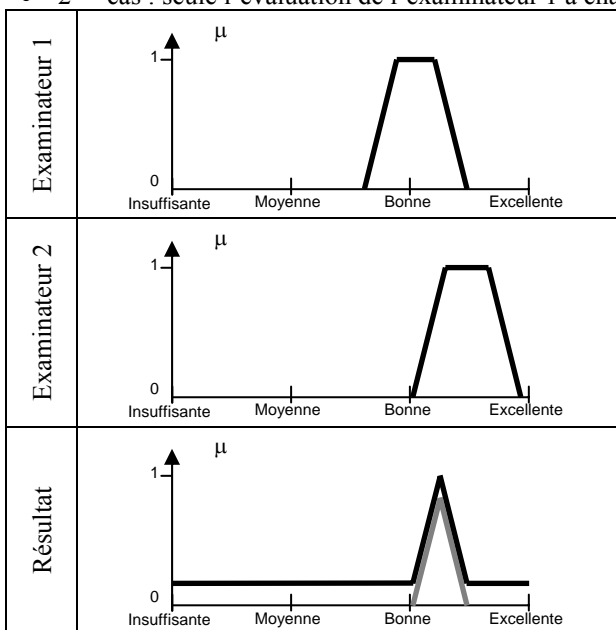 2
cas : seule l'évaluation de l'examinateur 1 a
Examinateur 1
µ
1
0
Insuffisante Moyenne Bonne Excellente
Examinateur 2
µ
1
0
Insuffisante Moyenne Bonne Excellente
Résultat
µ
1
0
Insuffisante Moyenne Bonne Excellente